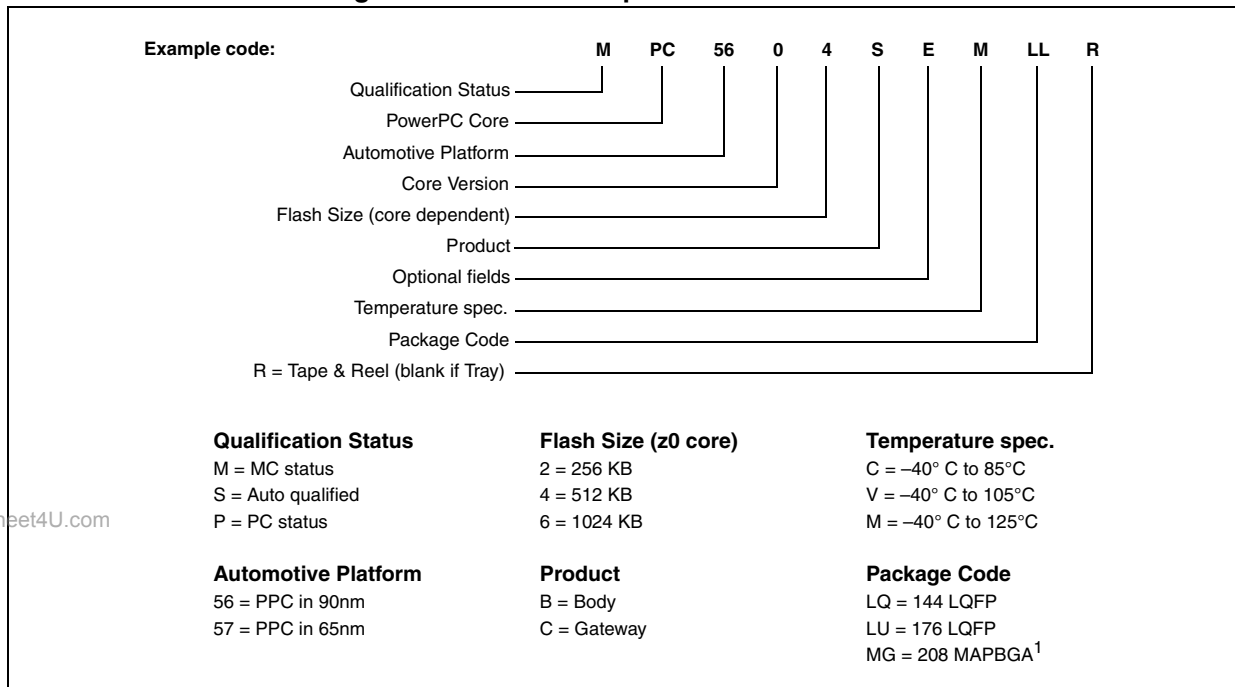 Example code: M PC 56 0 4 S E M LL R
Qualification Status
PowerPC Core
Automotive Platform
Core Version
Flash Size (core dependent)
Product
Optional fields
Temperature spec.
Package Code
R = Tape & Reel (blank if Tray)
Qualification Status
M = MC status
S = Auto qualified
P = PC status
Flash Size (z0 core)
2 = 256 KB
4 = 512 KB
6 = 1024 KB
Temperature spec.
C = –40° C to 85°C
V = –40° C to 105°C
M = –40° C to 125°C
Automotive Platform
56 = PPC in 90nm
57 = PPC in 65nm
Product
B = Body
C = Gateway
Package Code
LQ = 144 LQFP
LU = 176 LQFP
MG = 208 MAPBGA1
heet4U.com